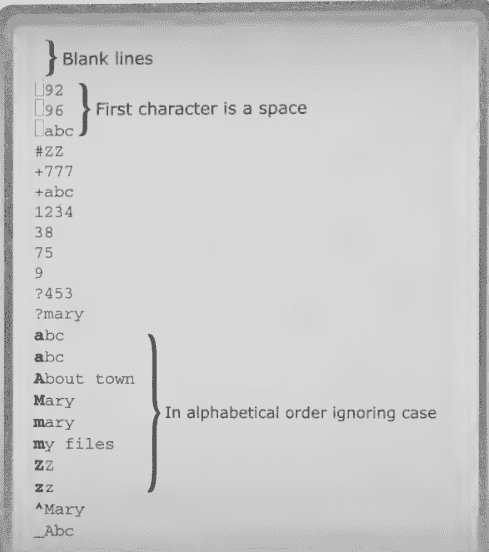 Blank lines
92
96 First character is a space
abc
#ZZ
+777
+abc
1234
38
75
9
?453
?mary
abc
abc
About town
Mary In alphabetical order ignoring case
mary
my files
ZZ
zz
^Mary
_Abc